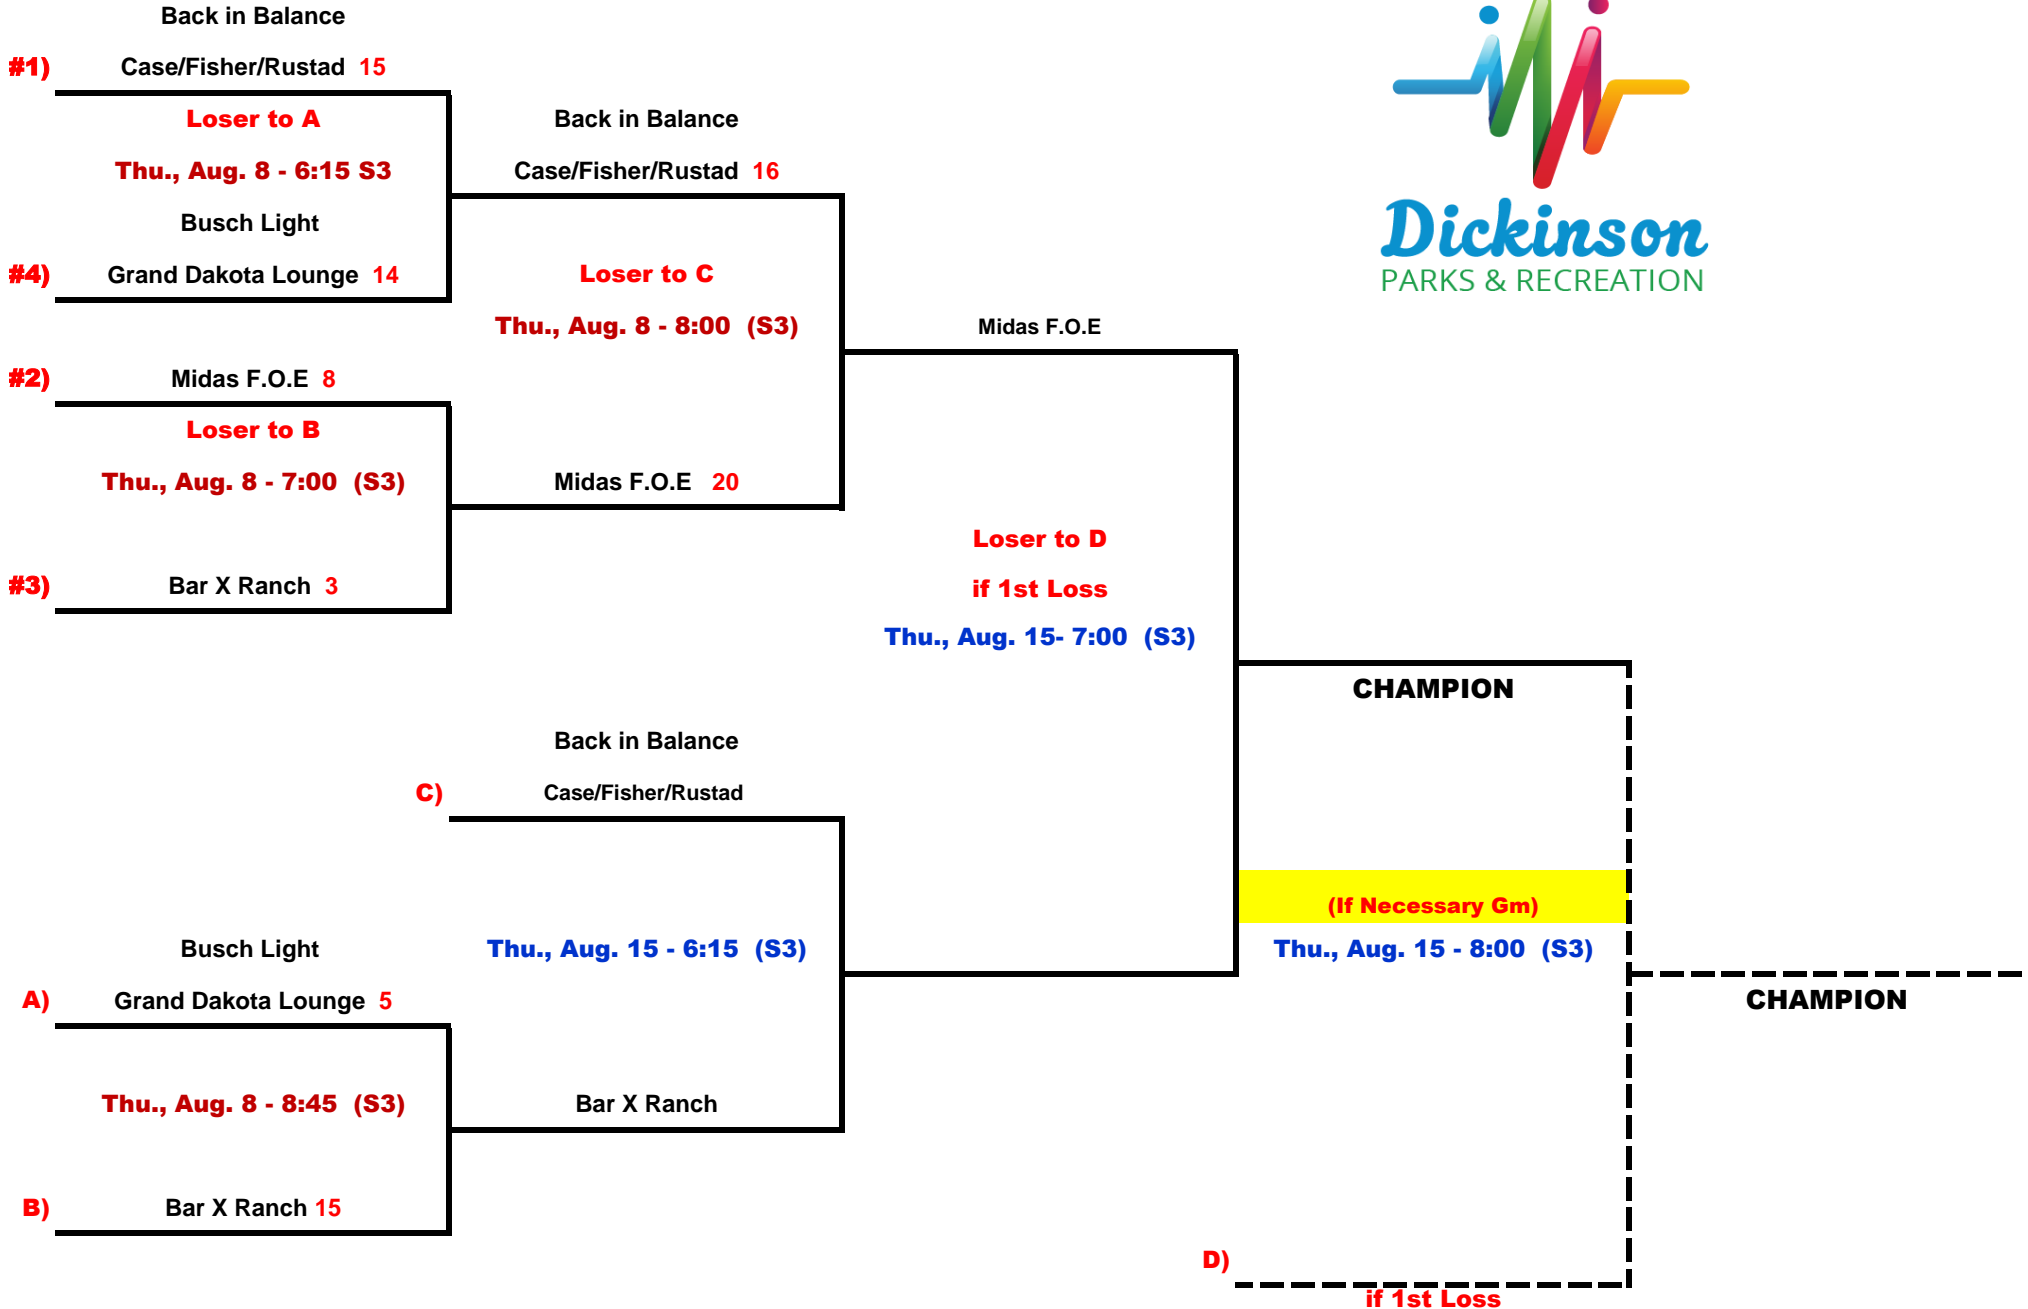 Back in Balance
#1) Case/Fisher/Rustad 15
Loser to A
Thu., Aug. 8 - 6:15 S3
Busch Light
#4) Grand Dakota Lounge 14
#2) Midas F.O.E 8
Loser to B
Thu., Aug. 8 - 7:00 (S3)
#3) Bar X Ranch 3
Back in Balance
Case/Fisher/Rustad 16
Loser to C
Thu., Aug. 8 - 8:00 (S3)
Midas F.O.E 20
Dickinson
PARKS & RECREATION
Midas F.O.E
Loser to D
if 1st Loss
Thu., Aug. 15- 7:00 (S3)
CHAMPION
Back in Balance
C) Case/Fisher/Rustad
Thu., Aug. 15 - 6:15 (S3)
Bar X Ranch
Busch Light
A) Grand Dakota Lounge 5
Thu., Aug. 8 - 8:45 (S3)
B) Bar X Ranch 15
(If Necessary Gm)
Thu., Aug. 15 - 8:00 (S3)
CHAMPION
D)
if 1st Loss